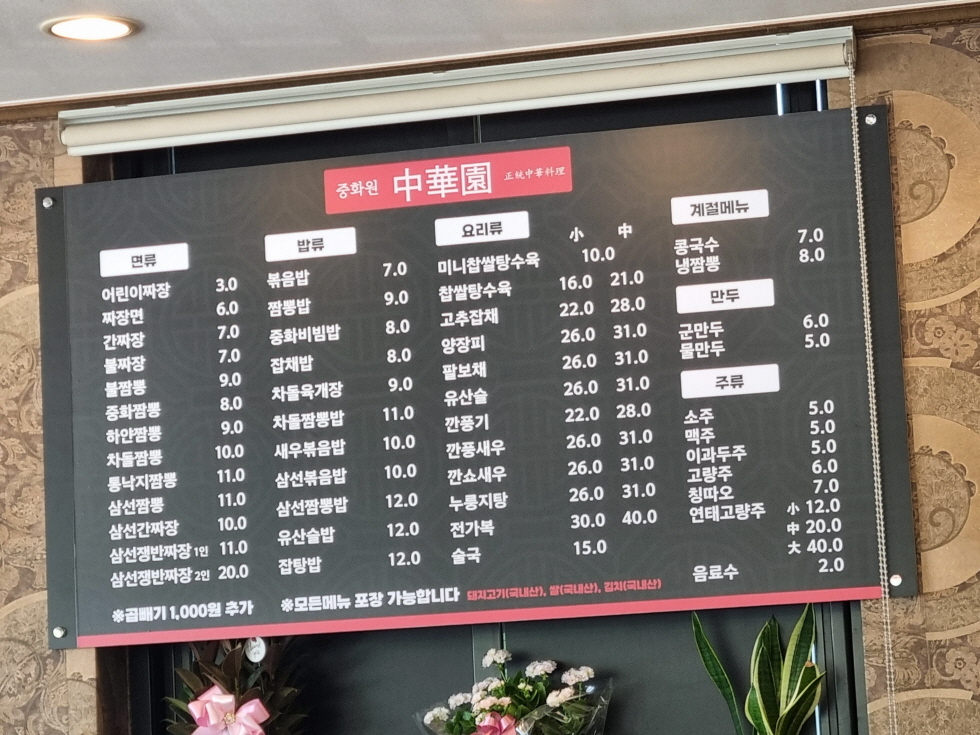 중화원 中華園 正統中華料理
면류
어린이짜장 3.0
짜장면 6.0
간짜장 7.0
불짜장 7.0
불짬뽕 9.0
중화짬뽕 8.0
하얀짬뽕 9.0
차돌짬뽕 10.0
통낙지짬뽕 11.0
삼선짬뽕 11.0
삼선간짜장 10.0
삼선쟁반짜장 1인 11.0
삼선쟁반짜장 2인 20.0
밥류
볶음밥 7.0
짬뽕밥 9.0
중화비빔밥 8.0
잡채밥 8.0
차돌육개장 9.0
차돌짬뽕밥 11.0
새우볶음밥 10.0
삼선볶음밥 10.0
삼선짬뽕밥 12.0
유산슬밥 12.0
잡탕밥 12.0
요리류
小 中
미니찹쌀탕수육 10.0
찹쌀탕수육 16.0 21.0
고추잡채 22.0 28.0
양장피 26.0 31.0
팔보채 26.0 31.0
유산슬 26.0 31.0
깐풍기 22.0 28.0
깐풍새우 26.0 31.0
깐쇼새우 26.0 31.0
누룽지탕 26.0 31.0
전가복 30.0 40.0
술국 15.0
계절메뉴
콩국수 7.0
냉짬뽕 8.0
만두
군만두 6.0
물만두 5.0
주류
소주 5.0
맥주 5.0
이과두주 5.0
고량주 6.0
칭따오 7.0
연태고량주 小 12.0
中 20.0
大 40.0
음료수 2.0
※곱빼기 1,000원 추가 ※모든메뉴 포장 가능합니다 돼지고기(국내산), 쌀(국내산), 김치(국내산)